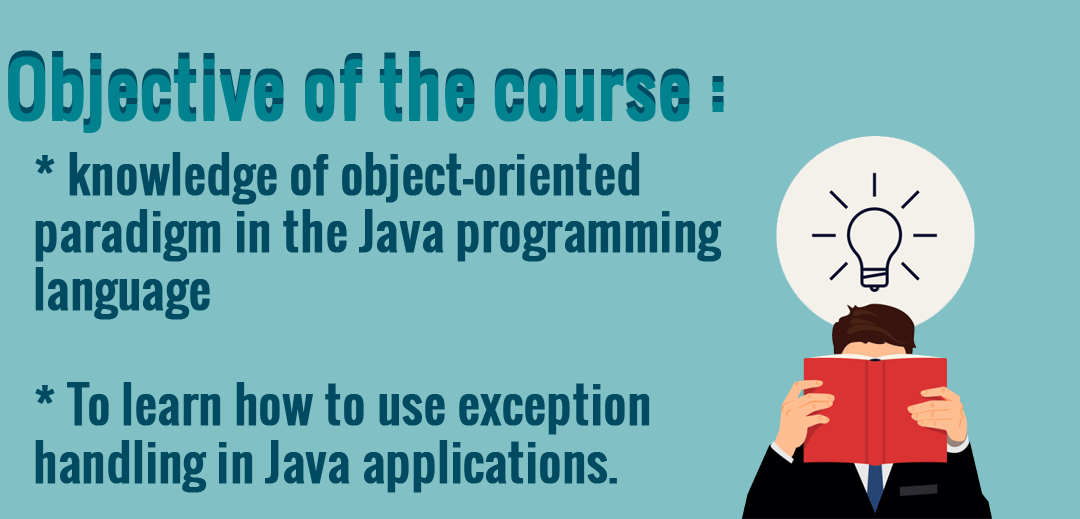 Objective of the course :
* knowledge of object-oriented
paradigm in the Java programming
language
* To learn how to use exception
handling in Java applications.